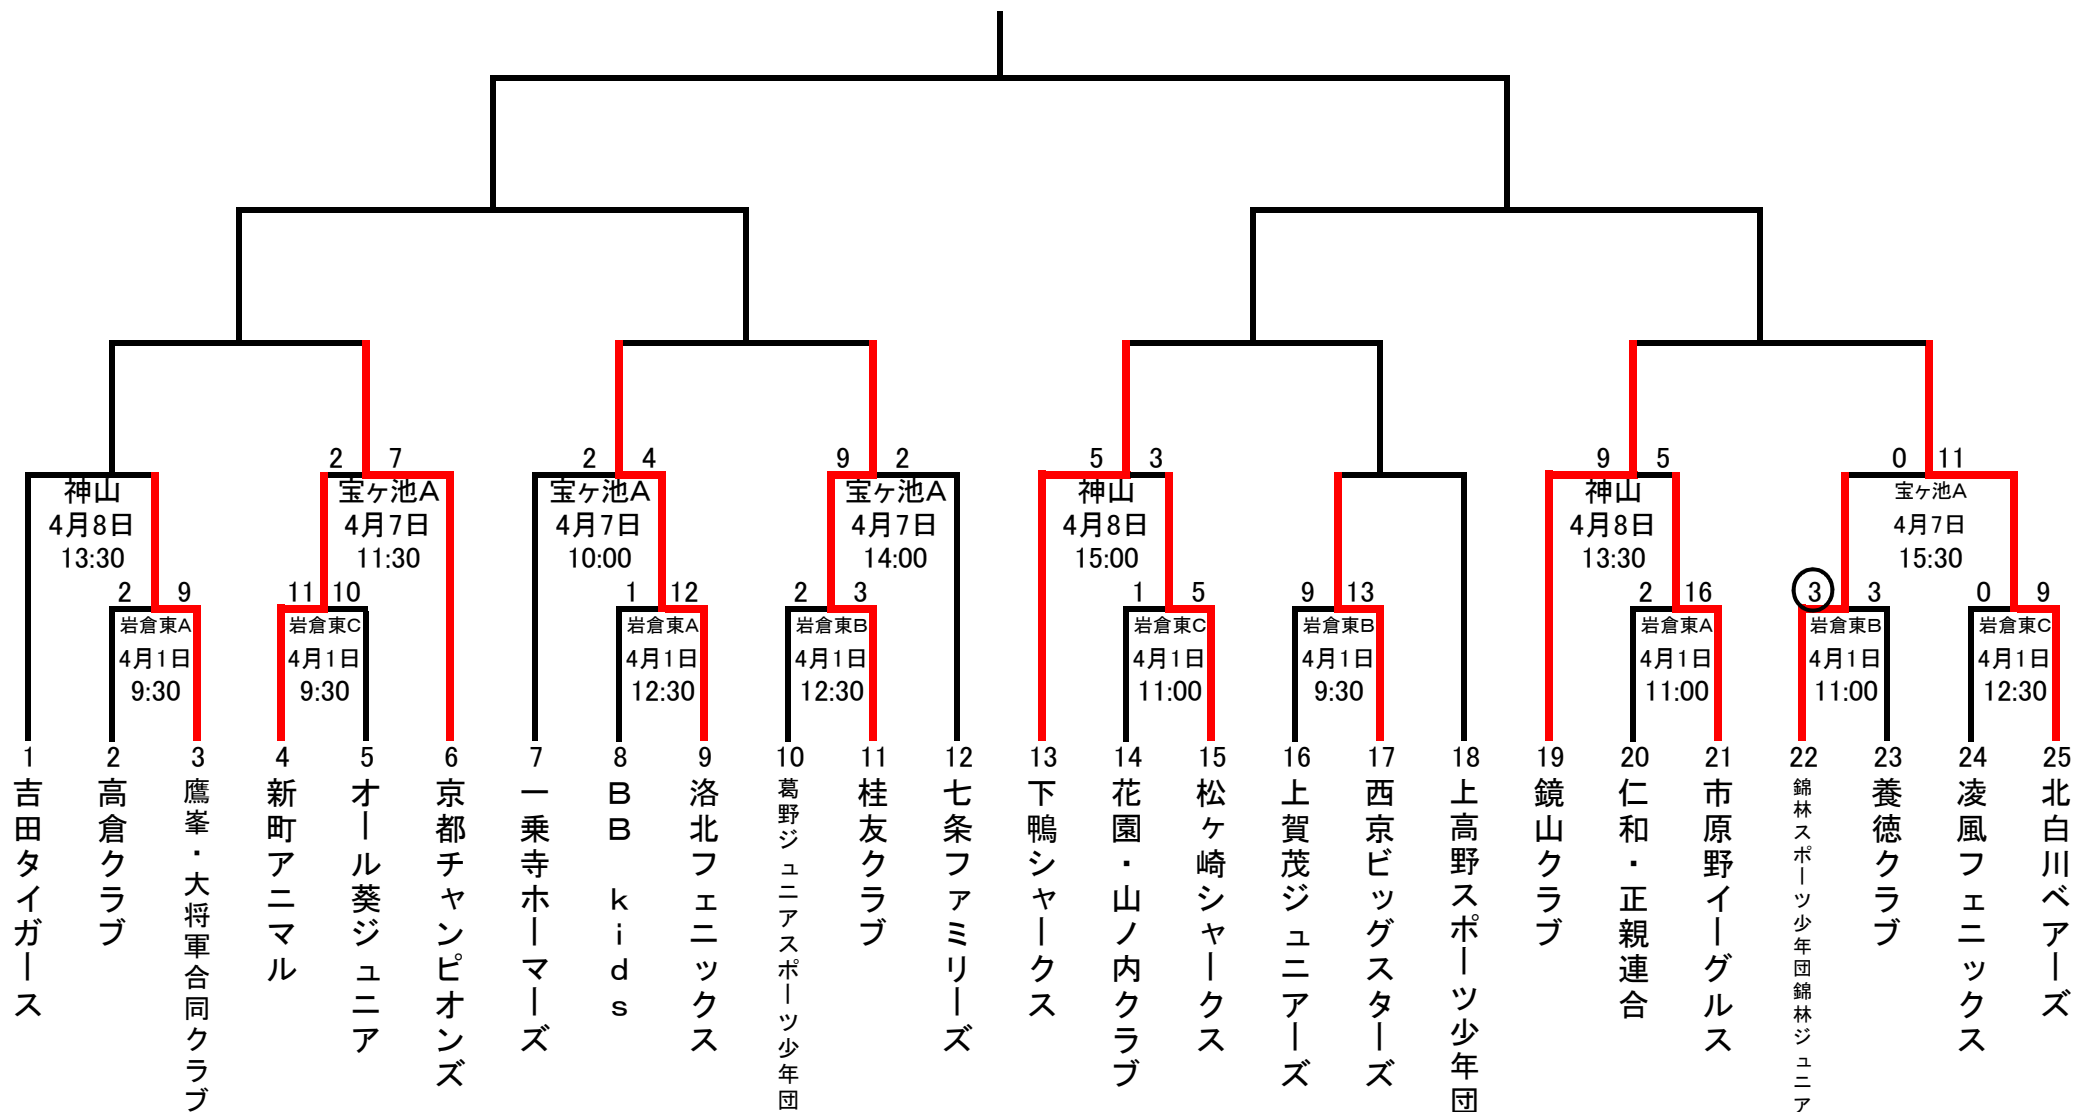 2 7
2 4
9 2
5 3
9 5
0 11
神山
4月8日
13:30
宝ヶ池A
4月7日
11:30
宝ヶ池A
4月7日
10:00
宝ヶ池A
4月7日
14:00
神山
4月8日
15:00
神山
4月8日
13:30
宝ヶ池A
4月7日
15:30
2 9
岩倉東A
4月1日
9:30
11 10
岩倉東C
4月1日
9:30
1 12
岩倉東A
4月1日
12:30
2 3
岩倉東B
4月1日
12:30
1 5
岩倉東C
4月1日
11:00
9 13
岩倉東B
4月1日
9:30
2 16
岩倉東A
4月1日
11:00
3 3
岩倉東B
4月1日
11:00
0 9
岩倉東C
4月1日
12:30
1
吉田タイガース
2
高倉クラブ
3
鷹峯・大将軍合同クラブ
4
新町アニマル
5
オール葵ジュニア
6
京都チャンピオンズ
7
一乗寺ホーマーズ
8
BB kids
9
洛北フェニックス
10
葛野ジュニアスポーツ少年団
11
桂友クラブ
12
七条ファミリーズ
13
下鴨シャークス
14
花園・山ノ内クラブ
15
松ヶ崎シャークス
16
上賀茂ジュニアーズ
17
西京ビッグスターズ
18
上高野スポーツ少年団
19
鏡山クラブ
20
仁和・正親連合
21
市原野イーグルス
22
錦林スポーツ少年団錦林ジュニア
23
養徳クラブ
24
凌風フェニックス
25
北白川ベアーズ